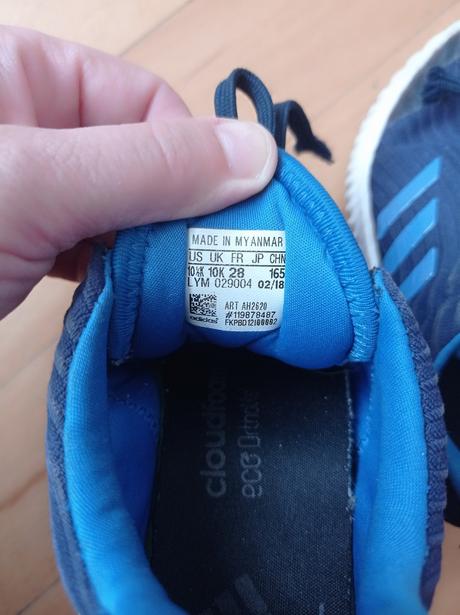 MADE IN MYANMAR
US UK FR JP CHN
10½K 10K 28 165
LYM 029004 02/18
ART AH2620
#119878487
adidas
cloudfoam
eco Ortholite